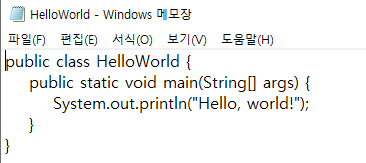 HelloWorld - Windows 메모장
파일(F) 편집(E) 서식(O) 보기(V) 도움말(H)
public class HelloWorld {
    public static void main(String[] args) {
        System.out.println("Hello, world!");
    }
}